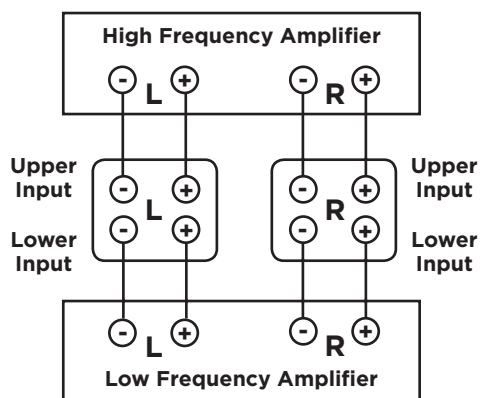 High Frequency Amplifier
- L + - R +
Upper Input
- L + - R +
Upper Input
Lower Input
- + - +
Lower Input
- L + - R +
Low Frequency Amplifier